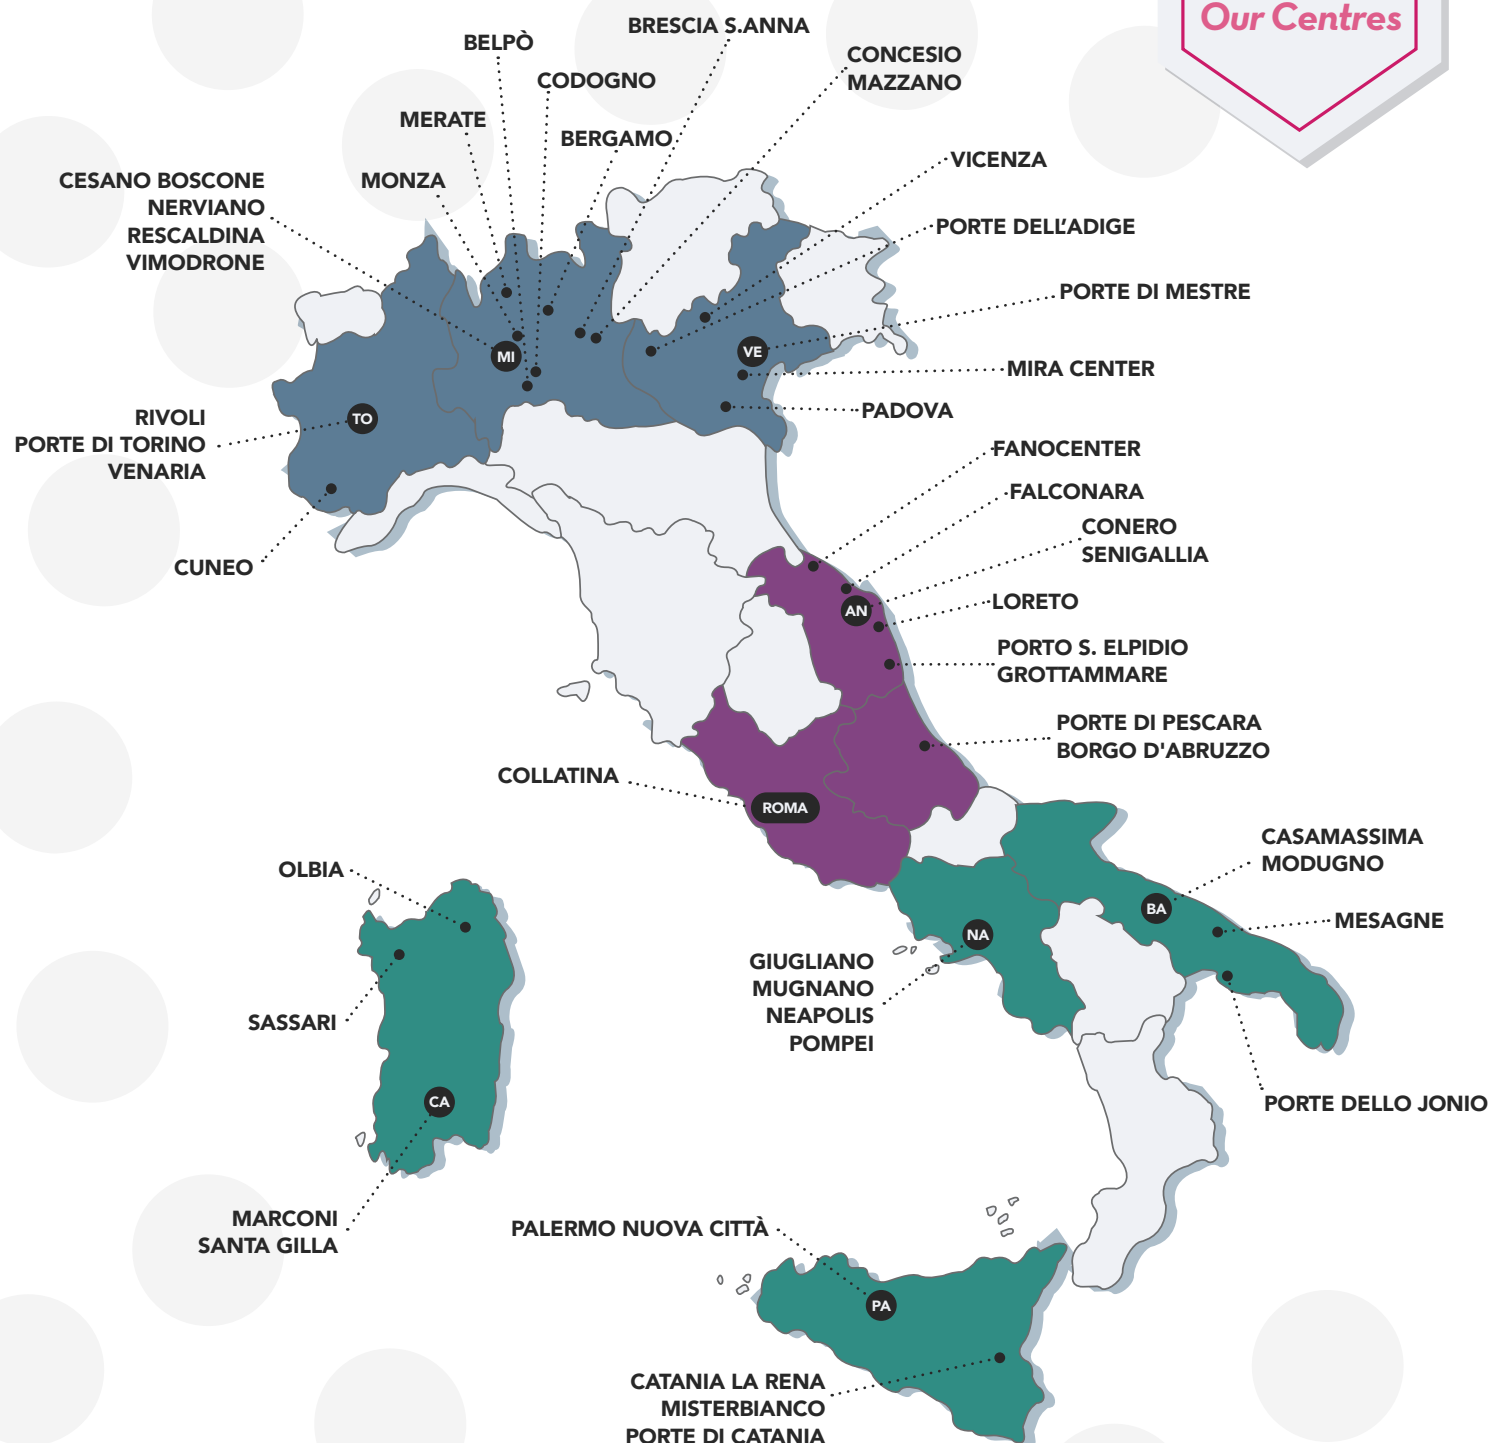 Our Centres
BRESCIA S.ANNA
BELPÒ
CONCESIO
MAZZANO
CODOGNO
MERATE
BERGAMO
VICENZA
CESANO BOSCONE
NERVIANO
RESCALDINA
VIMODRONE
MONZA
PORTE DELL'ADIGE
PORTE DI MESTRE
MI
VE
MIRA CENTER
RIVOLI
PORTE DI TORINO
VENARIA
TO
PADOVA
FANOCENTER
FALCONARA
CONERO
SENIGALLIA
CUNEO
AN
LORETO
PORTO S. ELPIDIO
GROTTAMMARE
PORTE DI PESCARA
BORGO D'ABRUZZO
COLLATINA
ROMA
CASAMASSIMA
MODUGNO
OLBIA
BA
MESAGNE
NA
GIUGLIANO
MUGNANO
NEAPOLIS
POMPEI
SASSARI
CA
PORTE DELLO JONIO
MARCONI
SANTA GILLA
PALERMO NUOVA CITTÀ
PA
CATANIA LA RENA
MISTERBIANCO
PORTE DI CATANIA